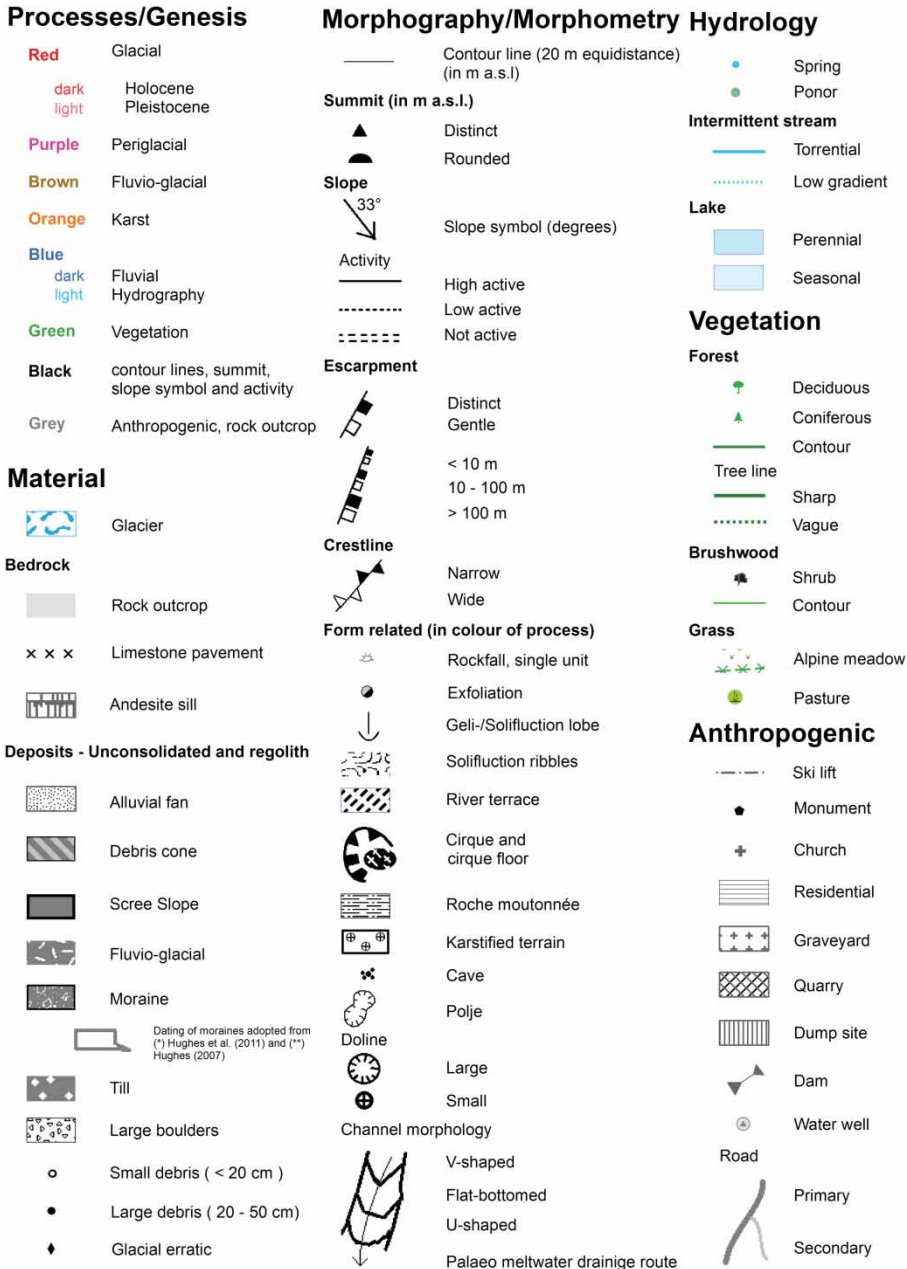 Processes/Genesis
Red
Glacial
dark
Holocene
light
Pleistocene
Purple
Periglacial
Brown
Fluvio-glacial
Orange
Karst
Blue
dark
Fluvial
light
Hydrography
Green
Vegetation
Black
contour lines, summit,
slope symbol and activity
Grey
Anthropogenic, rock outcrop
Material
Glacier
Bedrock
Rock outcrop
Limestone pavement
Andesite sill
Deposits - Unconsolidated and regolith
Alluvial fan
Debris cone
Scree Slope
Fluvio-glacial
Moraine
Dating of moraines adopted from
(*) Hughes et al. (2011) and (**)
Hughes (2007)
Till
Large boulders
Small debris ( < 20 cm )
Large debris ( 20 - 50 cm)
Glacial erratic
Morphography/Morphometry
Contour line (20 m equidistance)
(in m a.s.l)
Summit (in m a.s.l.)
Distinct
Rounded
Slope
33°
Slope symbol (degrees)
Activity
High active
Low active
Not active
Escarpment
Distinct
Gentle
< 10 m
10 - 100 m
> 100 m
Crestline
Narrow
Wide
Form related (in colour of process)
Rockfall, single unit
Exfoliation
Geli-/Solifluction lobe
Solifluction ribbles
River terrace
Cirque and
cirque floor
Roche moutonnée
Karstified terrain
Cave
Polje
Doline
Large
Small
Channel morphology
V-shaped
Flat-bottomed
U-shaped
Palaeo meltwater drainige route
Hydrology
Spring
Ponor
Intermittent stream
Torrential
Low gradient
Lake
Perennial
Seasonal
Vegetation
Forest
Deciduous
Coniferous
Contour
Tree line
Sharp
Vague
Brushwood
Shrub
Contour
Grass
Alpine meadow
Pasture
Anthropogenic
Ski lift
Monument
Church
Residential
Graveyard
Quarry
Dump site
Dam
Water well
Road
Primary
Secondary